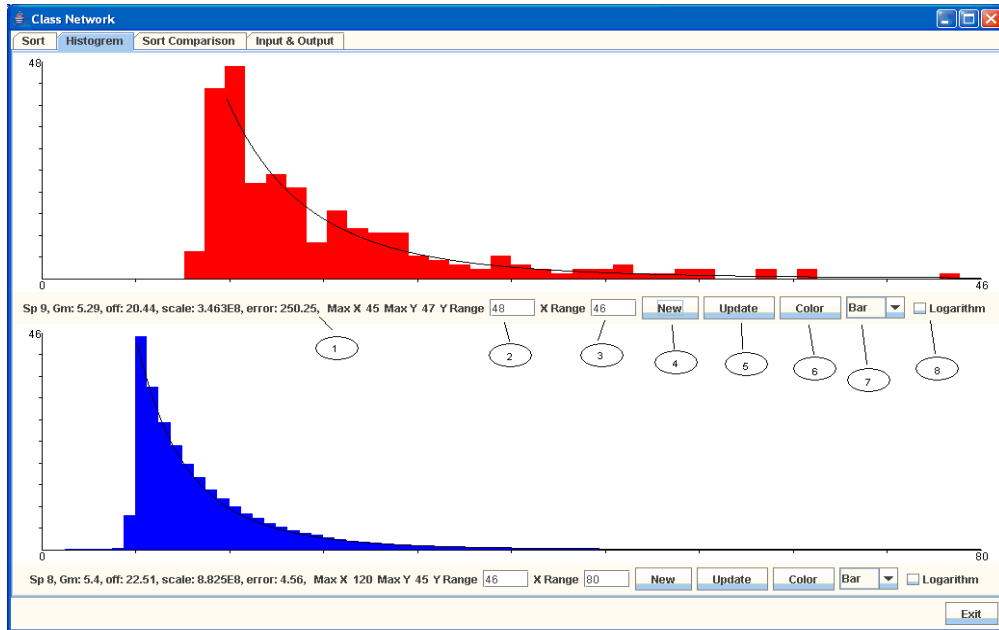 Class Network
Sort Histogrem Sort Comparison Input & Output
48
0 46
Sp 9, Gm: 5.29, off: 20.44, scale: 3.463E8, error: 250.25, Max X 45 Max Y 47 Y Range 48 X Range 46 New Update Color Bar Logarithm
1 2 3 4 5 6 7 8
46
0 80
Sp 8, Gm: 5.4, off: 22.51, scale: 8.825E8, error: 4.56, Max X 120 Max Y 45 Y Range 46 X Range 80 New Update Color Bar Logarithm
Exit